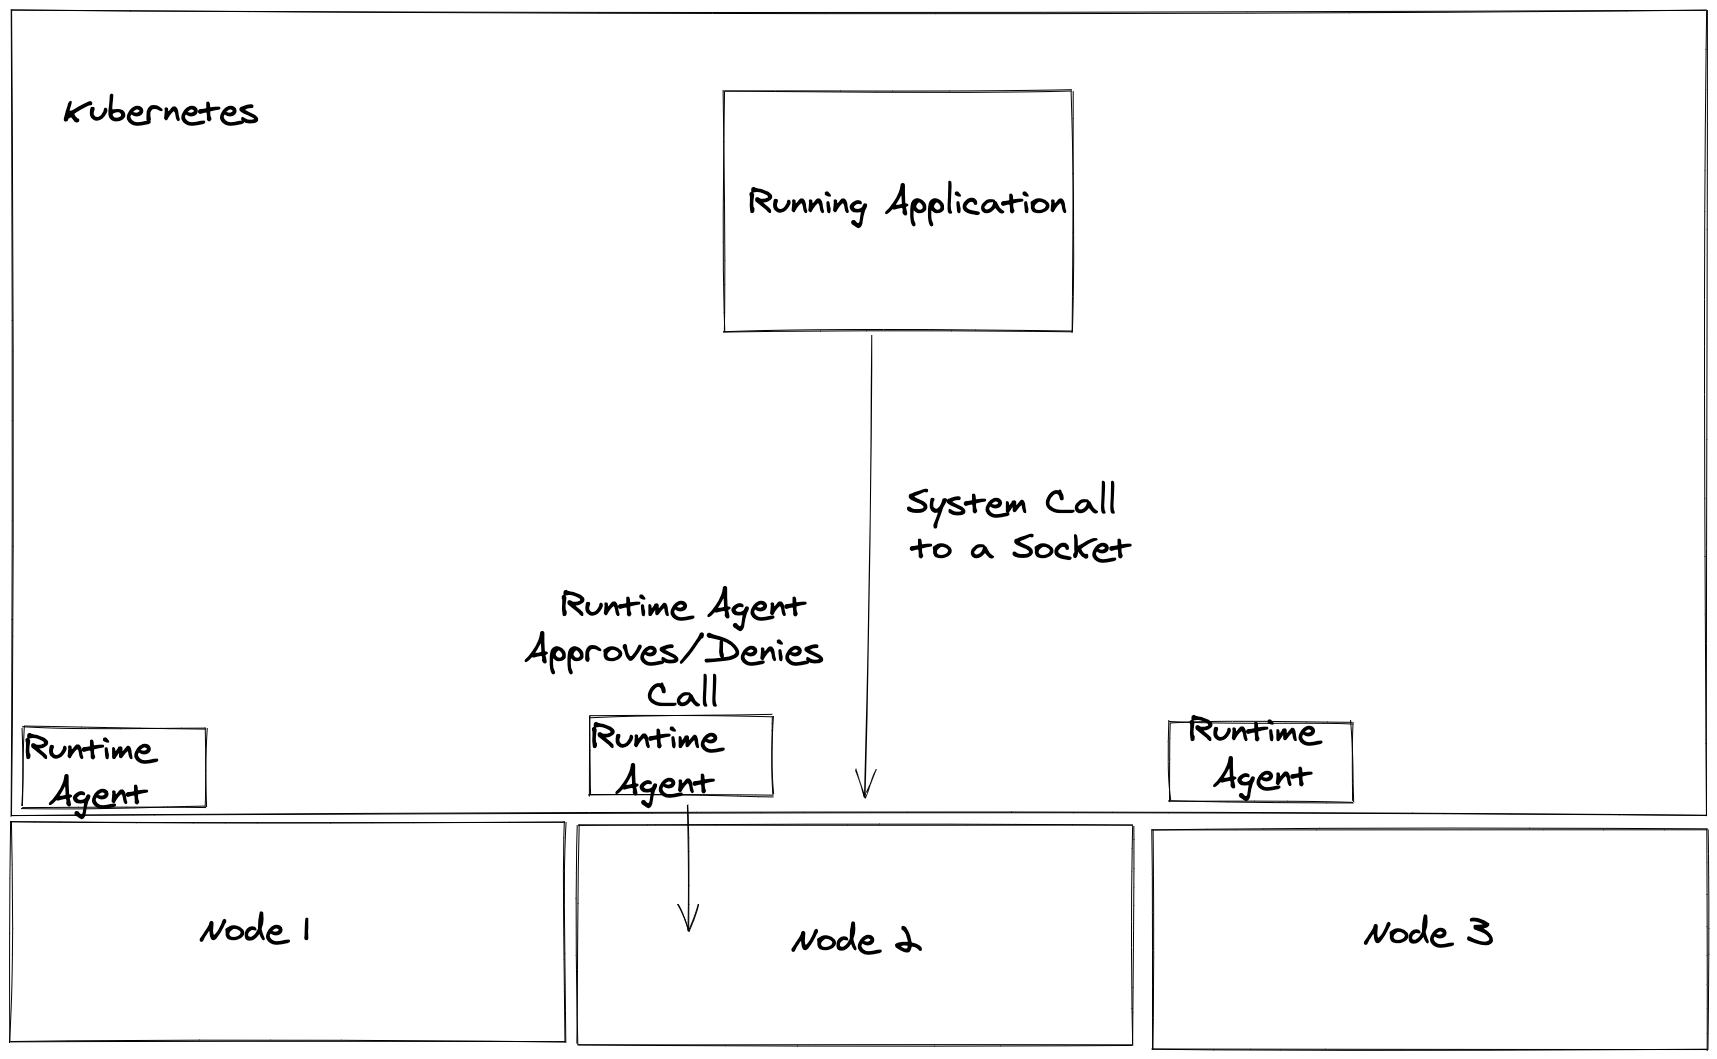 Kubernetes
Running Application
System Call
to a Socket
Runtime Agent
Approves/Denies
Call
Runtime
Agent
Runtime
Agent
Runtime
Agent
Node 1
Node 2
Node 3